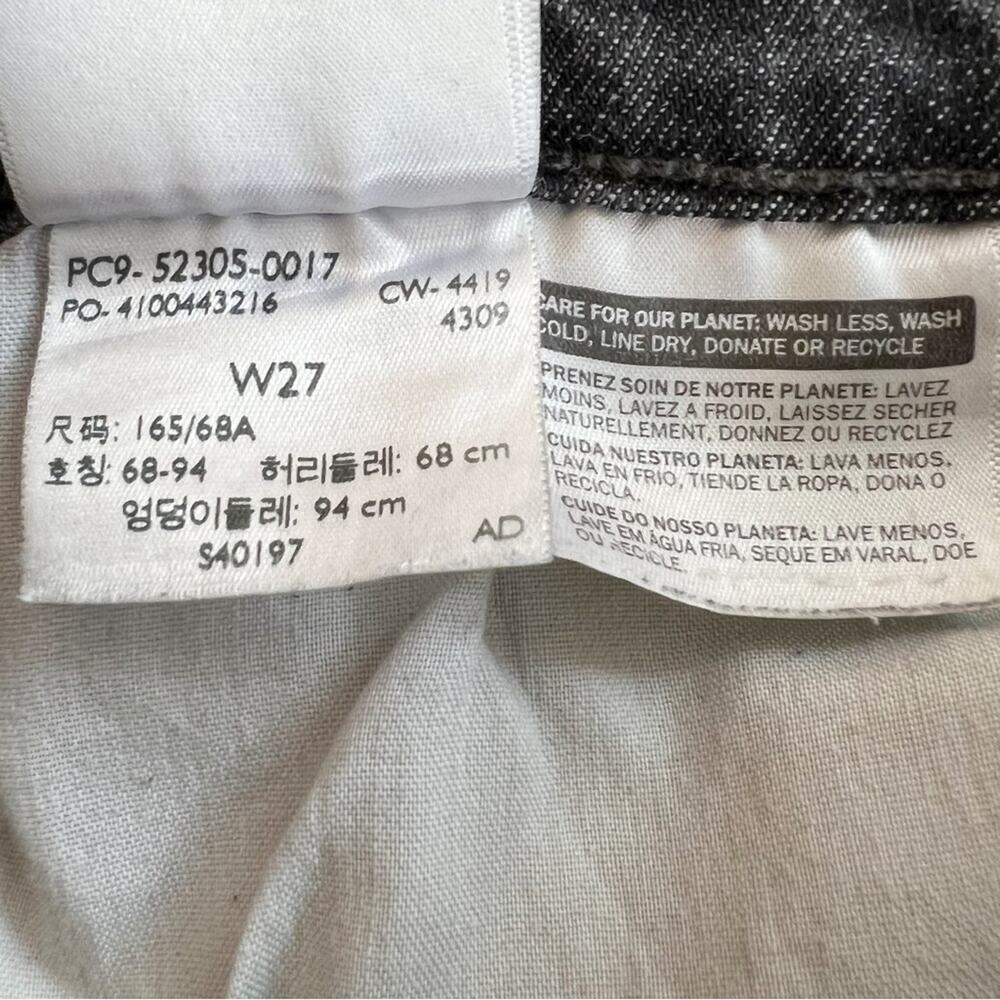 PC9- 52305-0017
PO- 4100443216
CW- 4419
4309
W27
尺码: 165/68A
호칭: 68-94 허리둘레: 68 cm
엉덩이둘레: 94 cm
S40197
AD
CARE FOR OUR PLANET: WASH LESS, WASH
COLD, LINE DRY, DONATE OR RECYCLE
PRENEZ SOIN DE NOTRE PLANETE: LAVEZ
MOINS, LAVEZ A FROID, LAISSEZ SECHER
NATURELLEMENT, DONNEZ OU RECYCLEZ
CUIDA NUESTRO PLANETA: LAVA MENOS,
LAVA EN FRIO, TIENDE LA ROPA, DONA O
RECICLA.
CUIDE DO NOSSO PLANETA: LAVE MENOS,
LAVE EM ÁGUA FRIA, SEQUE EM VARAL, DOE
OU RECICLE.